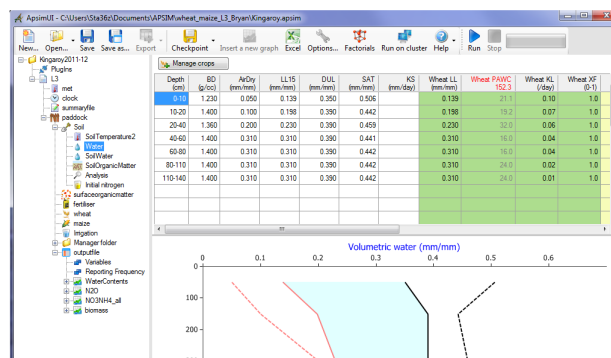 ApsimUI - C:\Users\Sta36z\Documents\APSIM\wheat_maize_L3_Bryan\Kingaroy.apsim
New... Open... Save Save as... Export Checkpoint Insert a new graph Excel Options... Factorials Run on cluster Help Run Stop
Kingaroy2011-12
PlugIns
L3
met
clock
summaryfile
paddock
Soil
SoilTemperature2
Water
SoilWater
SoilOrganicMatter
Analysis
Initial nitrogen
surfaceorganicmatter
fertiliser
wheat
maize
Irrigation
Manager folder
outputfile
Variables
Reporting Frequency
WaterContents
N2O
NO3NH4_all
biomass
Manage crops
Depth BD AirDry LL15 DUL SAT KS Wheat LL Wheat PAWC Wheat KL Wheat XF
(cm) (g/cc) (mm/mm) (mm/mm) (mm/mm) (mm/mm) (mm/day) (mm/mm) 152.3 (/day) (0-1)
0-10 1.230 0.050 0.139 0.350 0.506 0.139 21.1 0.10 1.0
10-20 1.400 0.100 0.198 0.390 0.442 0.198 19.2 0.07 1.0
20-40 1.360 0.200 0.230 0.390 0.459 0.230 32.0 0.06 1.0
40-60 1.400 0.310 0.310 0.390 0.441 0.310 16.0 0.04 1.0
60-80 1.400 0.310 0.310 0.390 0.442 0.310 16.0 0.04 1.0
80-110 1.400 0.310 0.310 0.390 0.442 0.310 24.0 0.02 1.0
110-140 1.400 0.310 0.310 0.390 0.442 0.310 24.0 0.01 1.0
Volumetric water (mm/mm)
0 0.1 0.2 0.3 0.4 0.5 0.6
0
100
200